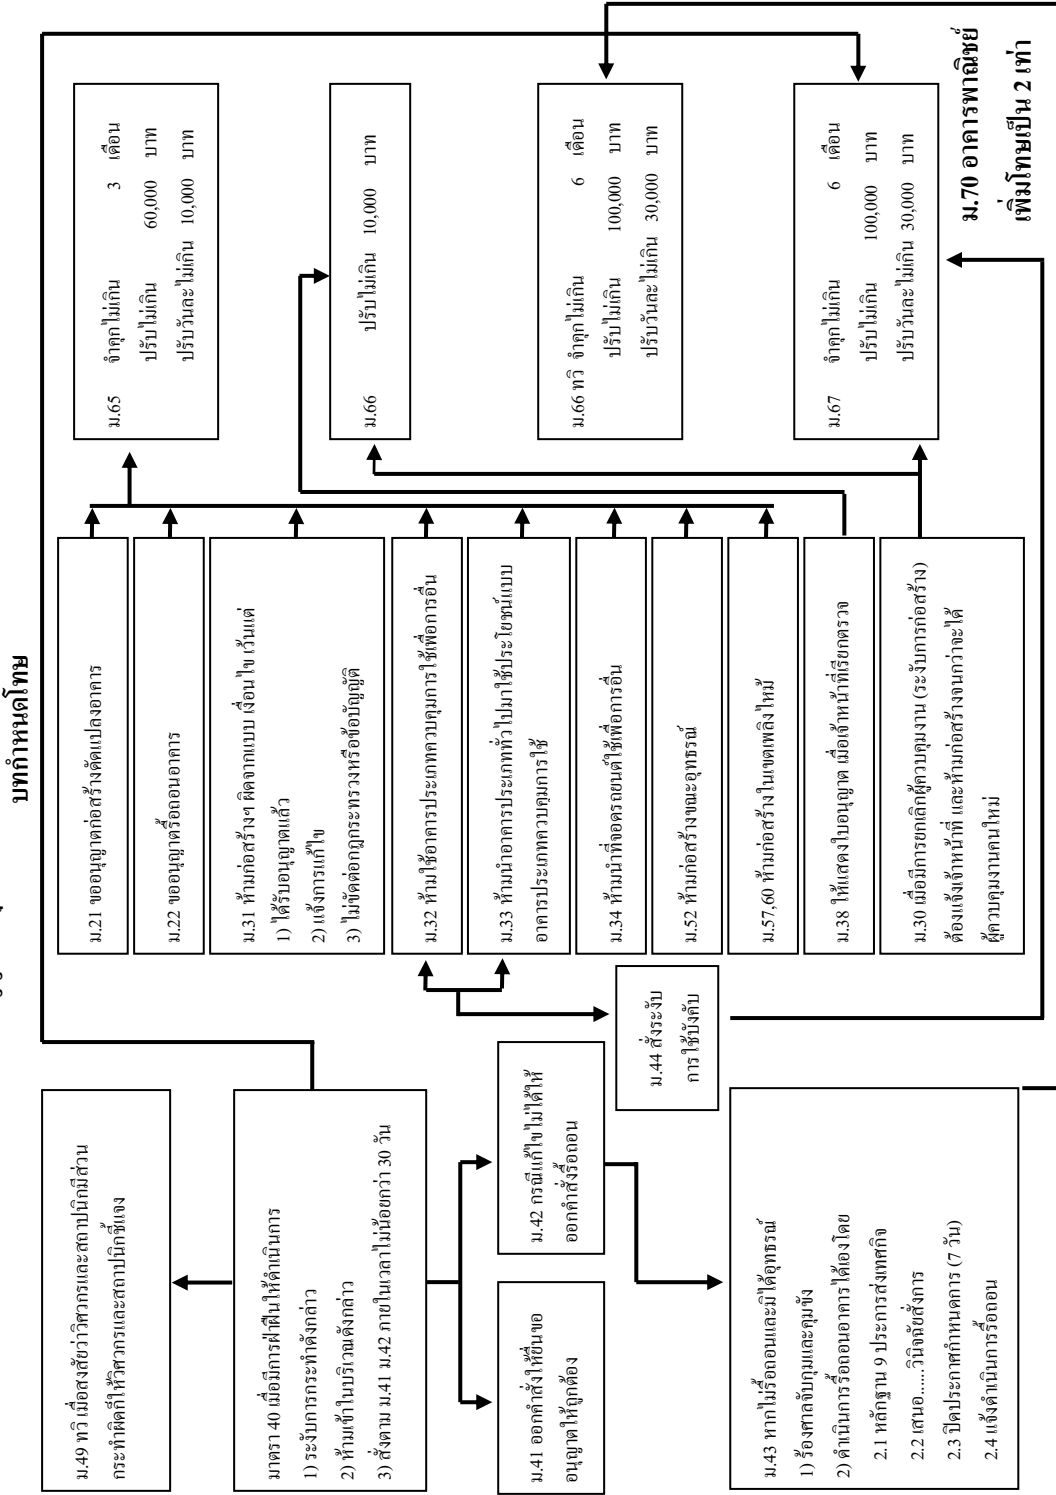 บทกำหนดโทษ
ม.49 ทวิ เมื่อสงสัยว่าวิศวกรและสถาปนิกมีส่วน
กระทำผิดก็ให้วิศวกรและสถาปนิกชี้แจง
มาตรา 40 เมื่อมีการฝ่าฝืนให้ดำเนินการ
1) ระงับการกระทำดังกล่าว
2) ห้ามเข้าในบริเวณดังกล่าว
3) สั่งตาม ม.41 ม.42 ภายในเวลาไม่น้อยกว่า 30 วัน
ม.41 ออกคำสั่งให้ยื่นขอ
อนุญาตให้ถูกต้อง
ม.42 กรณีแก้ไขไม่ได้ให้
ออกคำสั่งรื้อถอน
ม.43 หากไม่รื้อถอนและมิได้อุทธรณ์
1) ร้องศาลจับกุมและคุมขัง
2) ดำเนินการรื้อถอนอาคารได้เองโดย
2.1 หลักฐาน 9 ประการส่งเทศกิจ
2.2 เสนอ......วินิจฉัยสั่งการ
2.3 ปิดประกาศกำหนดการ (7 วัน)
2.4 แจ้งดำเนินการรื้อถอน
ม.44 สั่งระงับ
การใช้บังคับ
ม.21 ขออนุญาตก่อสร้างดัดแปลงอาคาร
ม.22 ขออนุญาตรื้อถอนอาคาร
ม.31 ห้ามก่อสร้างฯ ผิดจากแบบ เงื่อนไข เว้นแต่
1) ได้รับอนุญาตแล้ว
2) แจ้งการแก้ไข
3) ไม่ขัดต่อกฎกระทรวงหรือข้อบัญญัติ
ม.32 ห้ามใช้อาคารประเภทควบคุมการใช้เพื่อการอื่น
ม.33 ห้ามนำอาคารประเภททั่วไปมาใช้ประโยชน์แบบ
อาคารประเภทควบคุมการใช้
ม.34 ห้ามนำที่จอดรถยนต์ใช้เพื่อการอื่น
ม.52 ห้ามก่อสร้างขณะอุทธรณ์
ม.57,60 ห้ามก่อสร้างในเขตเพลิงไหม้
ม.38 ให้แสดงใบอนุญาต เมื่อเจ้าหน้าที่เรียกตรวจ
ม.30 เมื่อมีการยกเลิกผู้ควบคุมงาน (ระงับการก่อสร้าง)
ต้องแจ้งเจ้าหน้าที่ และห้ามก่อสร้างจนกว่าจะได้
ผู้ควบคุมงานคนใหม่
ม.65 จำคุกไม่เกิน 3 เดือน
ปรับไม่เกิน 60,000 บาท
ปรับวันละไม่เกิน 10,000 บาท
ม.66 ปรับไม่เกิน 10,000 บาท
ม.66 ทวิ จำคุกไม่เกิน 6 เดือน
ปรับไม่เกิน 100,000 บาท
ปรับวันละไม่เกิน 30,000 บาท
ม.67 จำคุกไม่เกิน 6 เดือน
ปรับไม่เกิน 100,000 บาท
ปรับวันละไม่เกิน 30,000 บาท
ม.70 อาคารพาณิชย์
เพิ่มโทษเป็น 2 เท่า